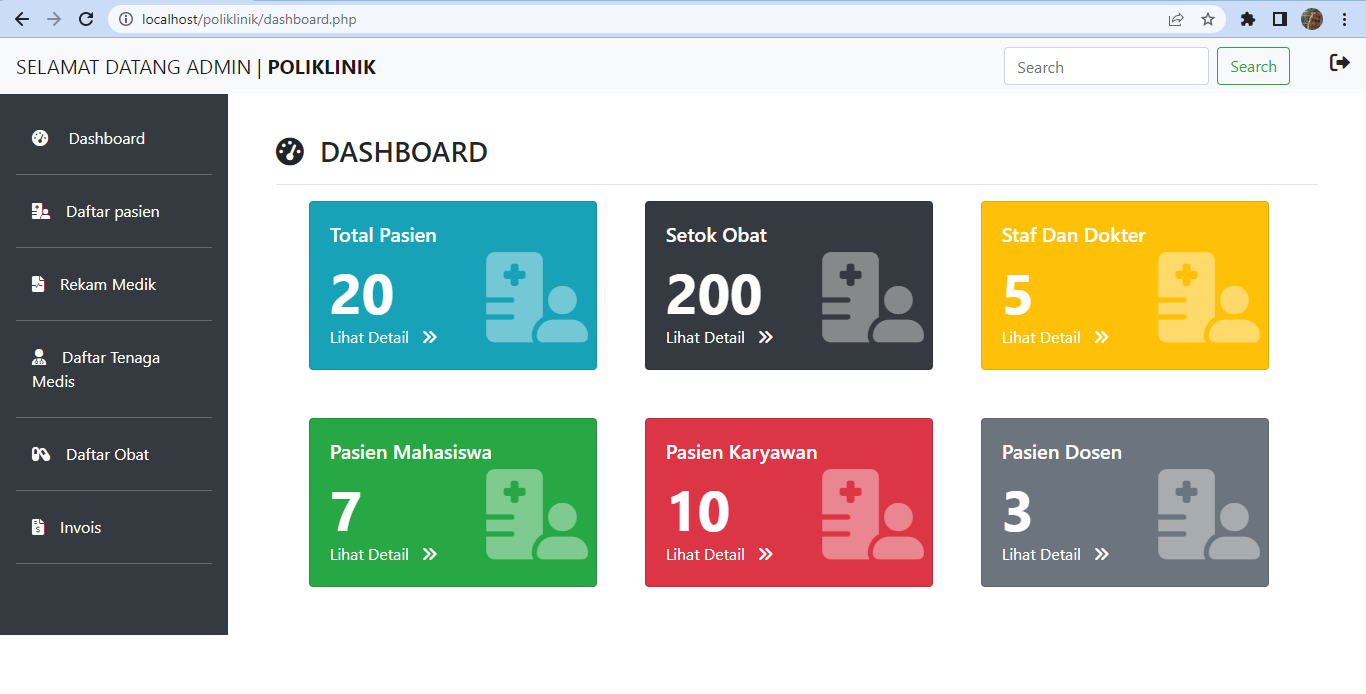 localhost/poliklinik/dashboard.php
SELAMAT DATANG ADMIN | POLIKLINIK
Search
Search
Dashboard
Daftar pasien
Rekam Medik
Daftar Tenaga
Medis
Daftar Obat
Invois
DASHBOARD
Total Pasien
20
Lihat Detail
Setok Obat
200
Lihat Detail
Staf Dan Dokter
5
Lihat Detail
Pasien Mahasiswa
7
Lihat Detail
Pasien Karyawan
10
Lihat Detail
Pasien Dosen
3
Lihat Detail